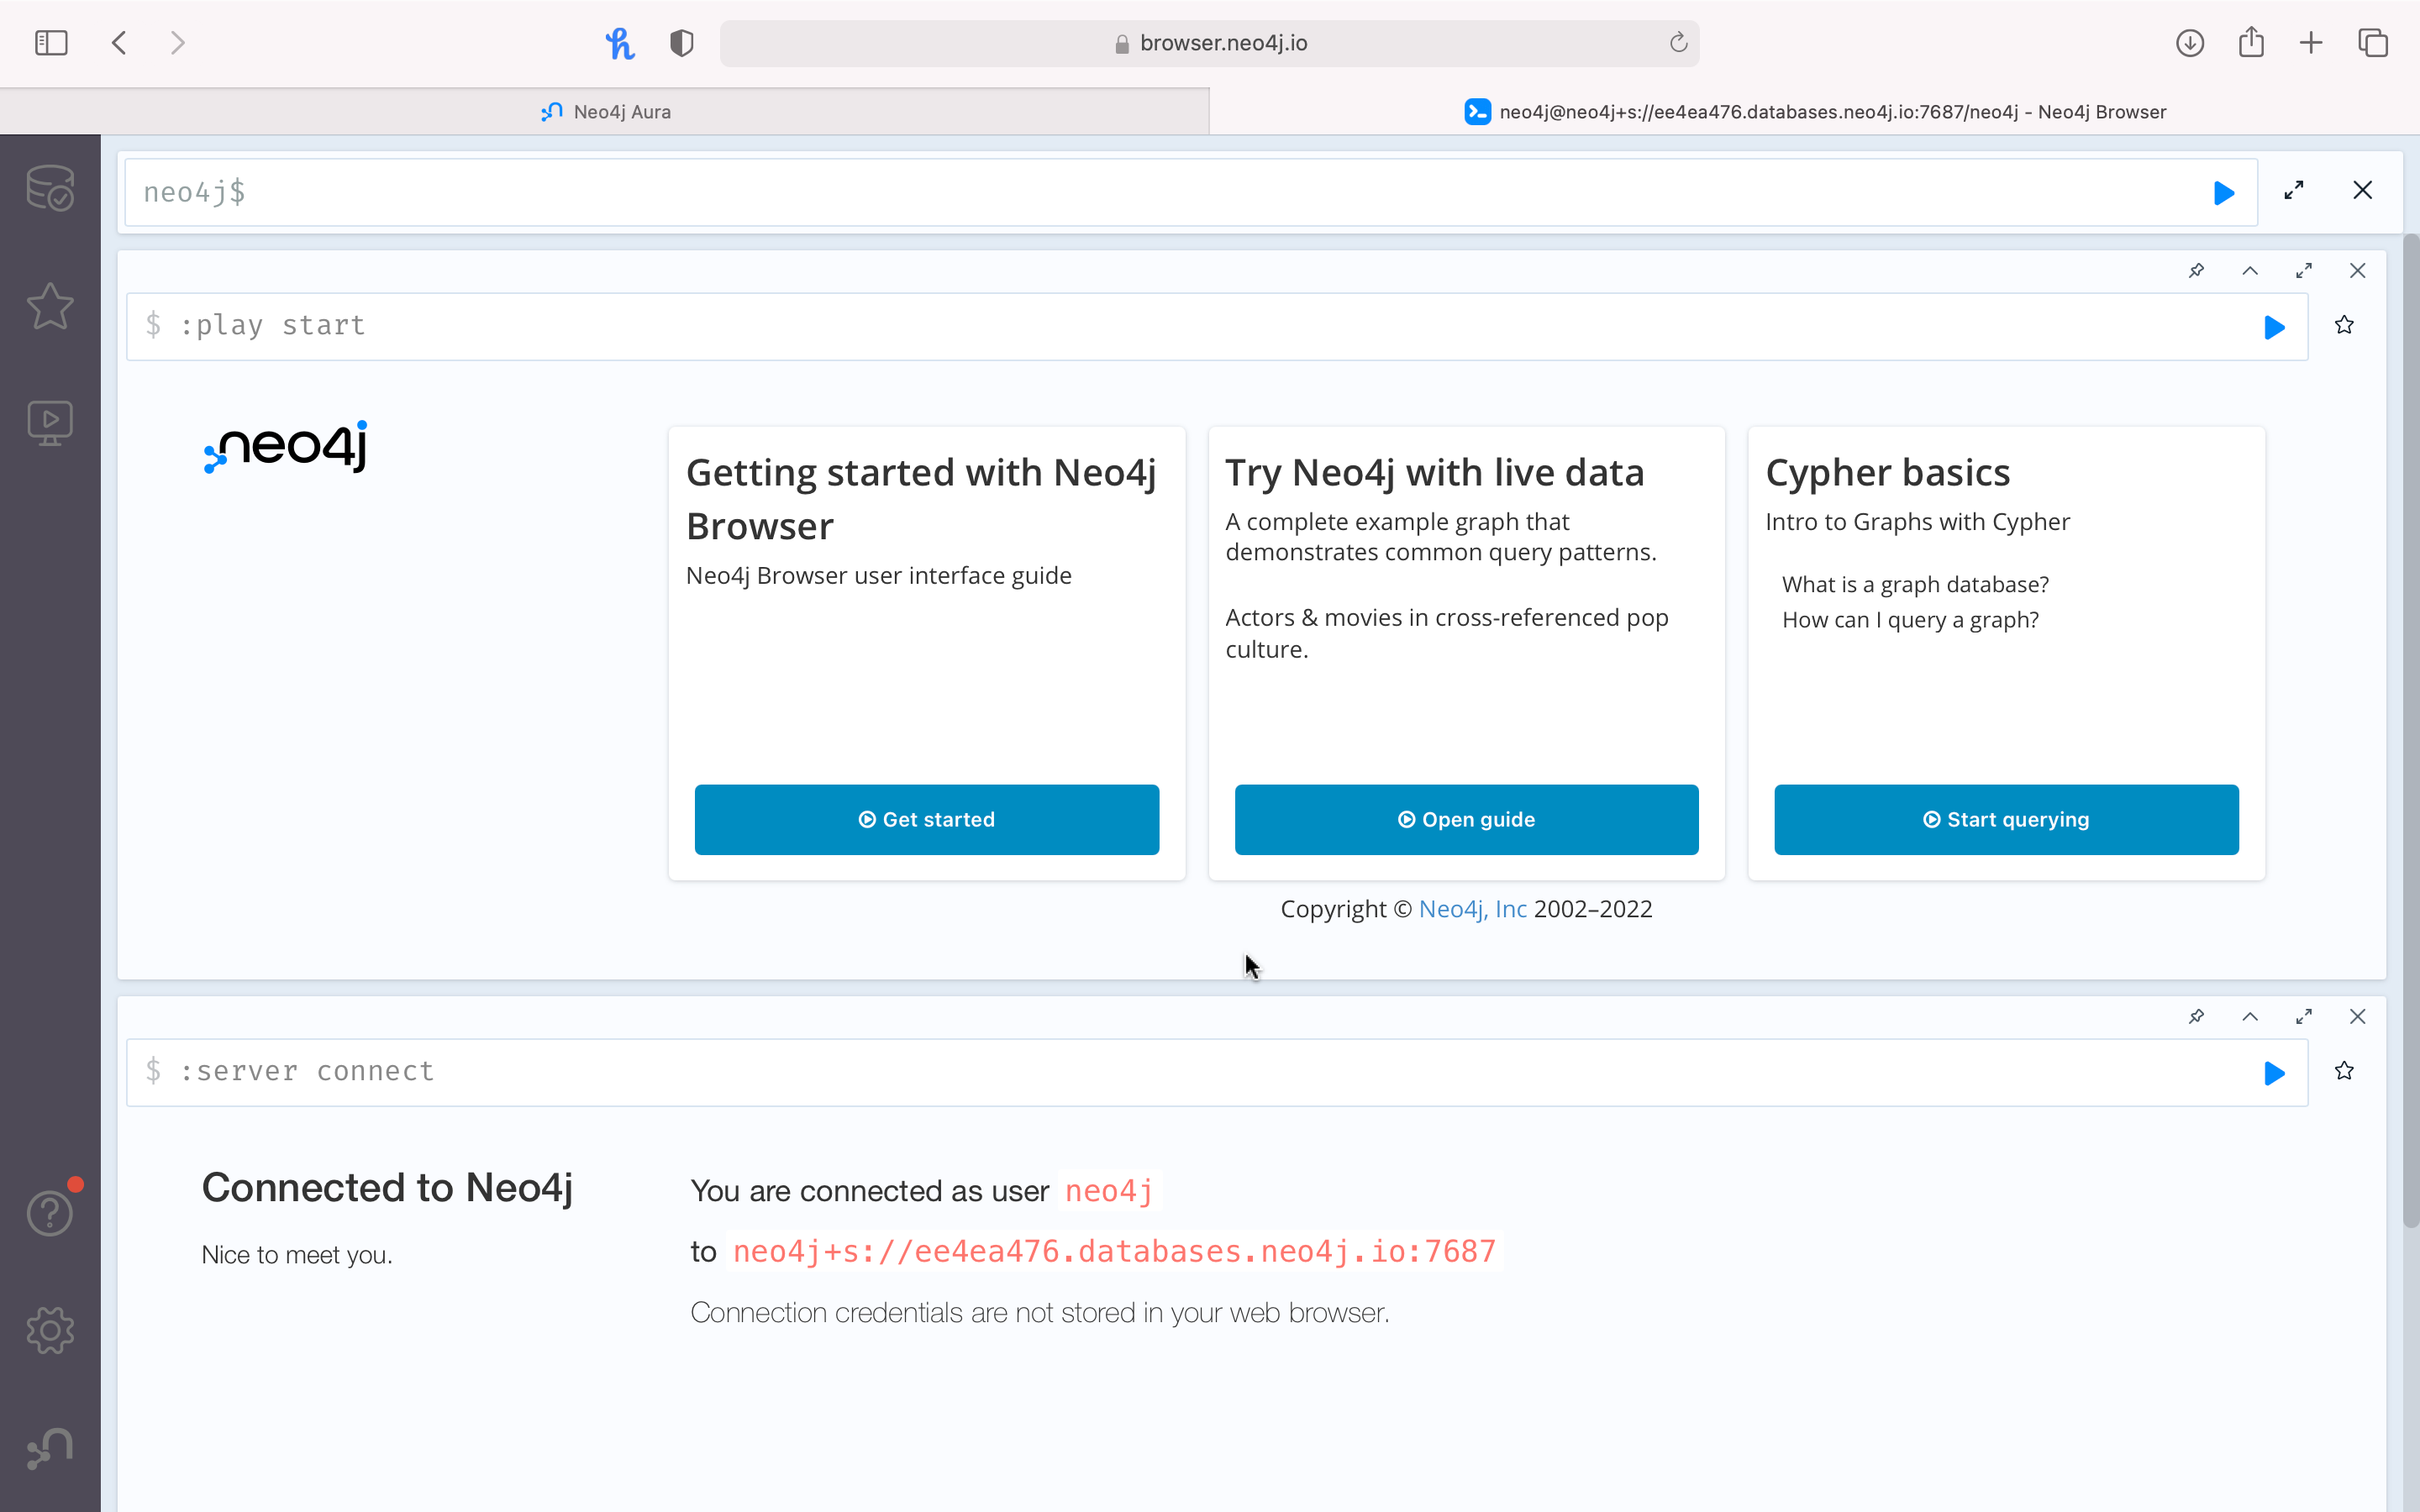 browser.neo4j.io
Neo4j Aura
neo4j@neo4j+s://ee4ea476.databases.neo4j.io:7687/neo4j - Neo4j Browser
neo4j$
$ :play start
neo4j
Getting started with Neo4j
Browser
Neo4j Browser user interface guide
Get started
Try Neo4j with live data
A complete example graph that
demonstrates common query patterns.
Actors & movies in cross-referenced pop
culture.
Open guide
Cypher basics
Intro to Graphs with Cypher
What is a graph database?
How can I query a graph?
Start querying
Copyright © Neo4j, Inc 2002–2022
$ :server connect
Connected to Neo4j
Nice to meet you.
You are connected as user neo4j
to neo4j+s://ee4ea476.databases.neo4j.io:7687
Connection credentials are not stored in your web browser.